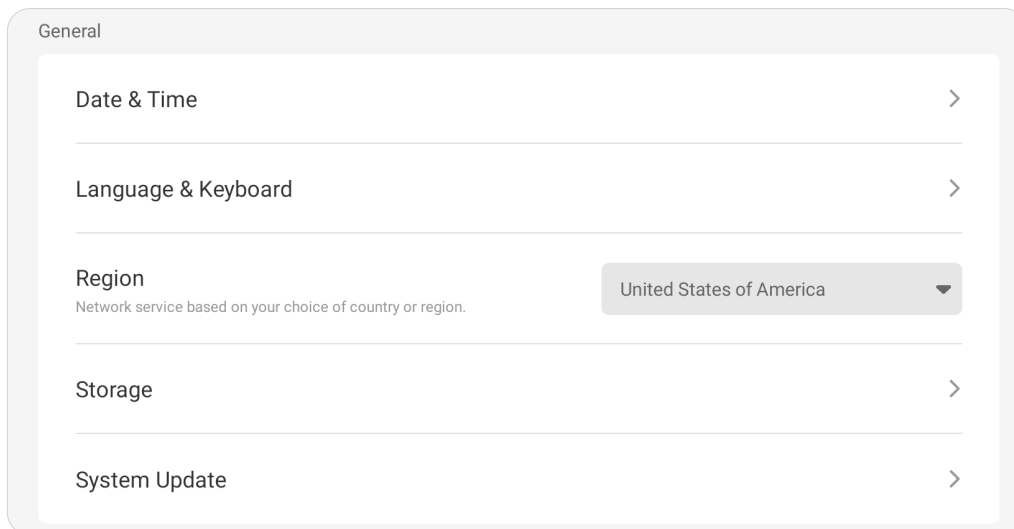 General
Date & Time
Language & Keyboard
Region
Network service based on your choice of country or region.
United States of America
Storage
System Update